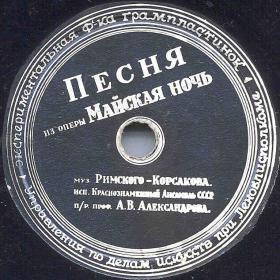 экспериментальная ф-ка грампластинок
Песня
из оперы Майская ночь
муз Римского-Корсакова.
исп. Краснознаменный Ансамбль СССР
п/р. проф. А.В. Александрова.
управления по делам искусств при Ленгорисполкоме